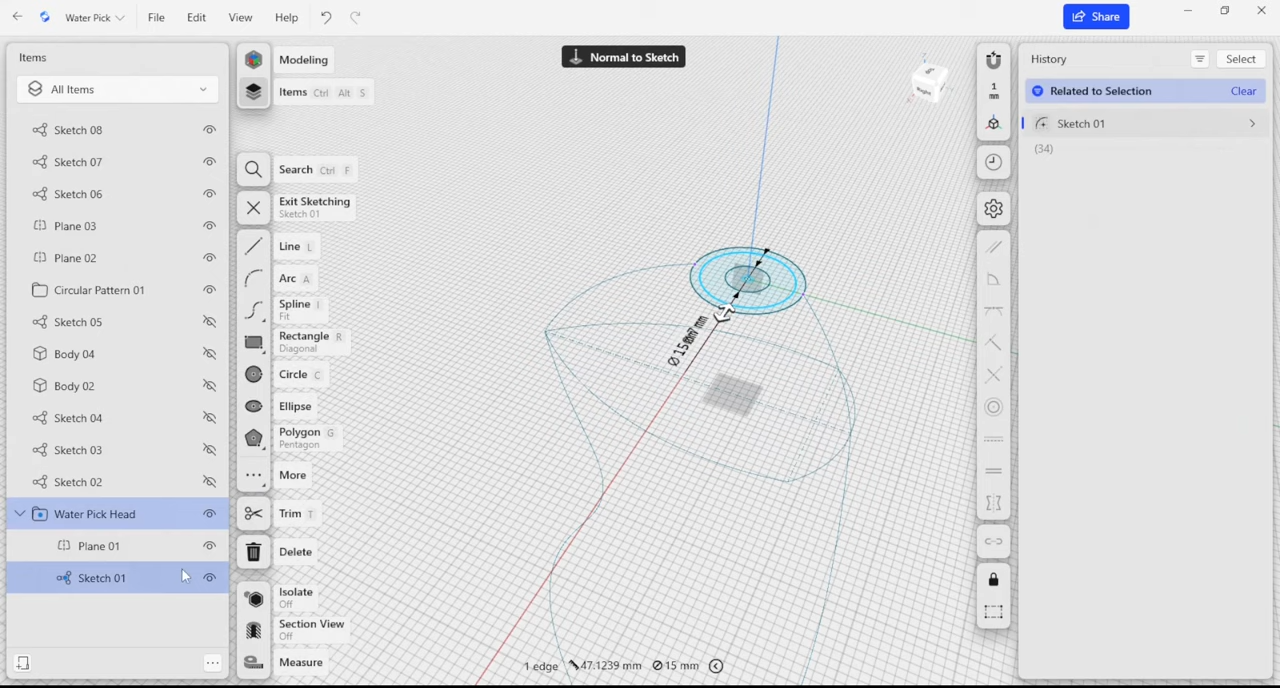 Water Pick
File
Edit
View
Help
Share
Items
All Items
Sketch 08
Sketch 07
Sketch 06
Plane 03
Plane 02
Circular Pattern 01
Sketch 05
Body 04
Body 02
Sketch 04
Sketch 03
Sketch 02
Water Pick Head
Plane 01
Sketch 01
Modeling
Items Ctrl Alt S
Search Ctrl F
Exit Sketching
Sketch 01
Line L
Arc A
Spline I
Fit
Rectangle R
Diagonal
Circle C
Ellipse
Polygon G
Pentagon
More
Trim T
Delete
Isolate
Off
Section View
Off
Measure
Normal to Sketch
1 edge 47.1239 mm Ø 15 mm
1
mm
History
Select
Related to Selection
Clear
Sketch 01
(34)